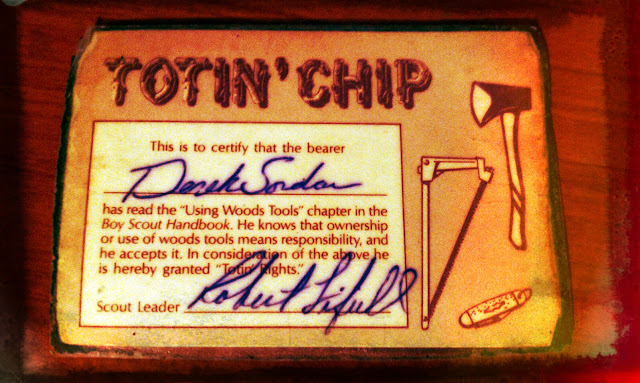 TOTIN' CHIP
This is to certify that the bearer
Derek
has read the "Using Woods Tools" chapter in the
Boy Scout Handbook. He knows that ownership
or use of woods tools means responsibility, and
he accepts it. In consideration of the above he
is hereby granted "Totin' Rights."
Scout Leader Robert